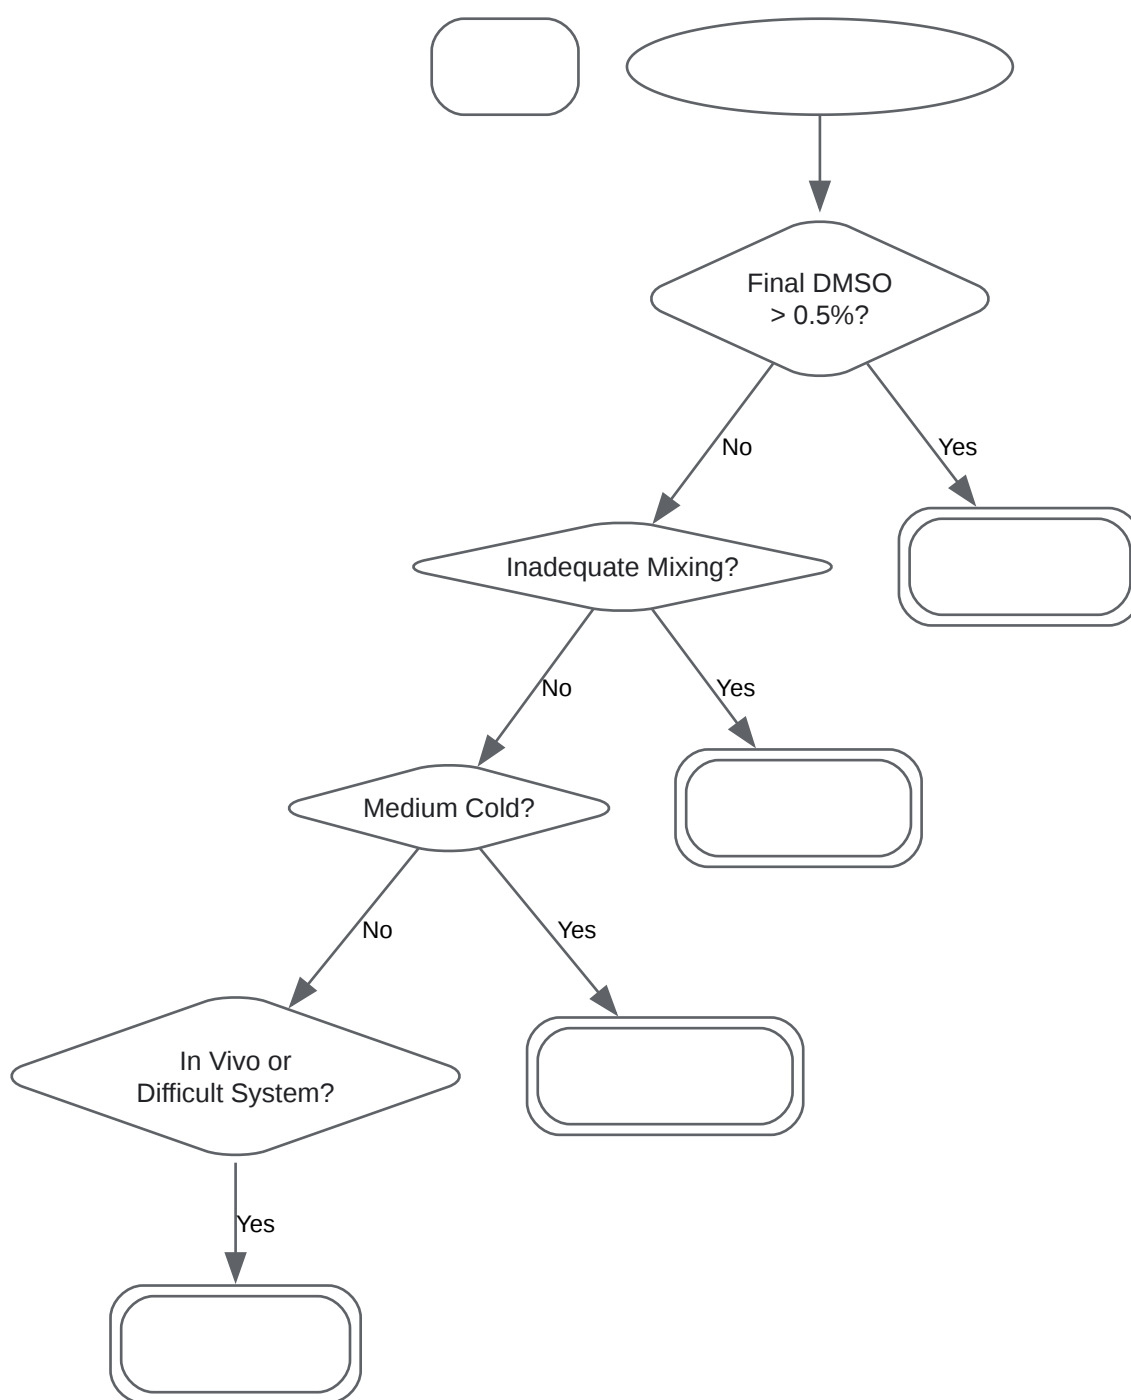 Final DMSO
> 0.5%?
No
Yes
Inadequate Mixing?
No
Yes
Medium Cold?
No
Yes
In Vivo or
Difficult System?
Yes